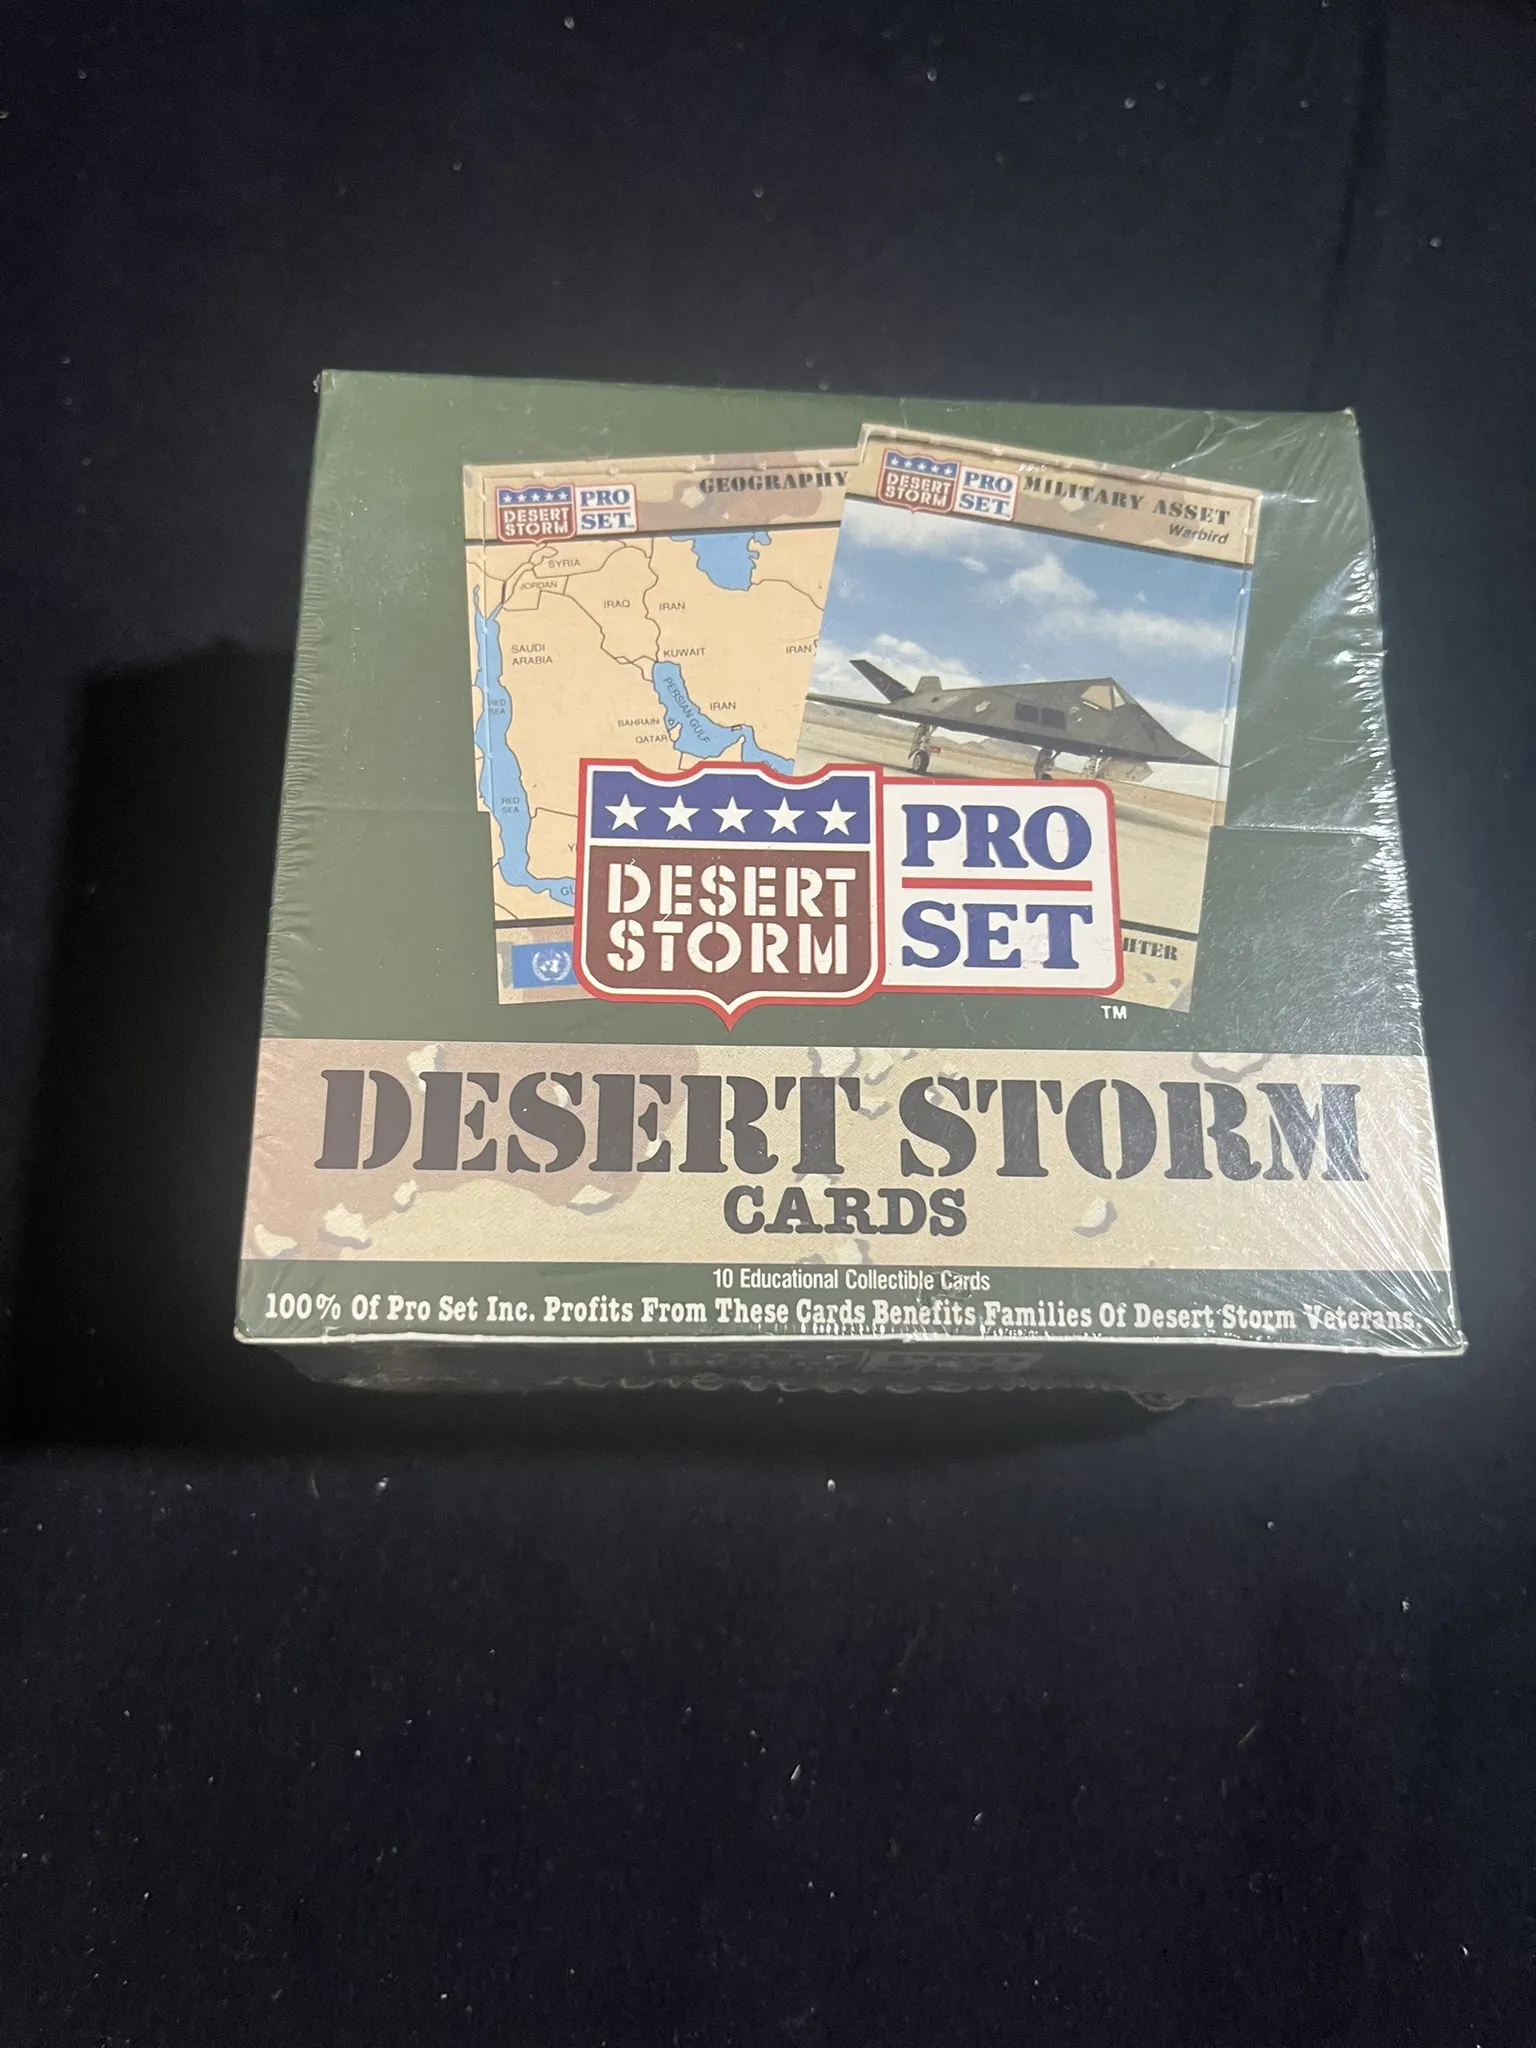 GEOGRAPHY
DESERT
STORM
PRO
SET
SYRIA
JORDAN
IRAQ
IRAN
SAUDI
ARABIA
KUWAIT
IRAN
RED
SEA
PERSIAN GULF
IRAN
BAHRAIN
QATAR
RED
SEA
DESERT
STORM
PRO
SET
MILITARY ASSET
Warbird
DESERT
STORM
PRO
SET
TM
DESERT STORM
CARDS
10 Educational Collectible Cards
100% Of Pro Set Inc. Profits From These Cards Benefits Families Of Desert Storm Veterans.